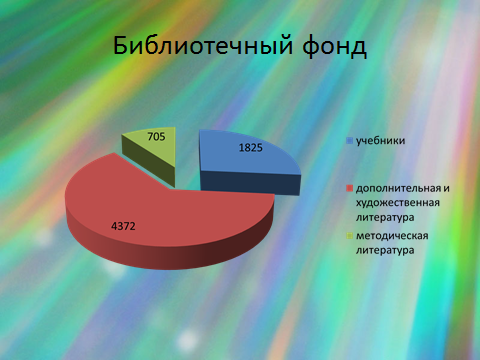 Библиотечный фонд
705
1825
4372
учебники
дополнительная и
художественная
литература
методическая
литература